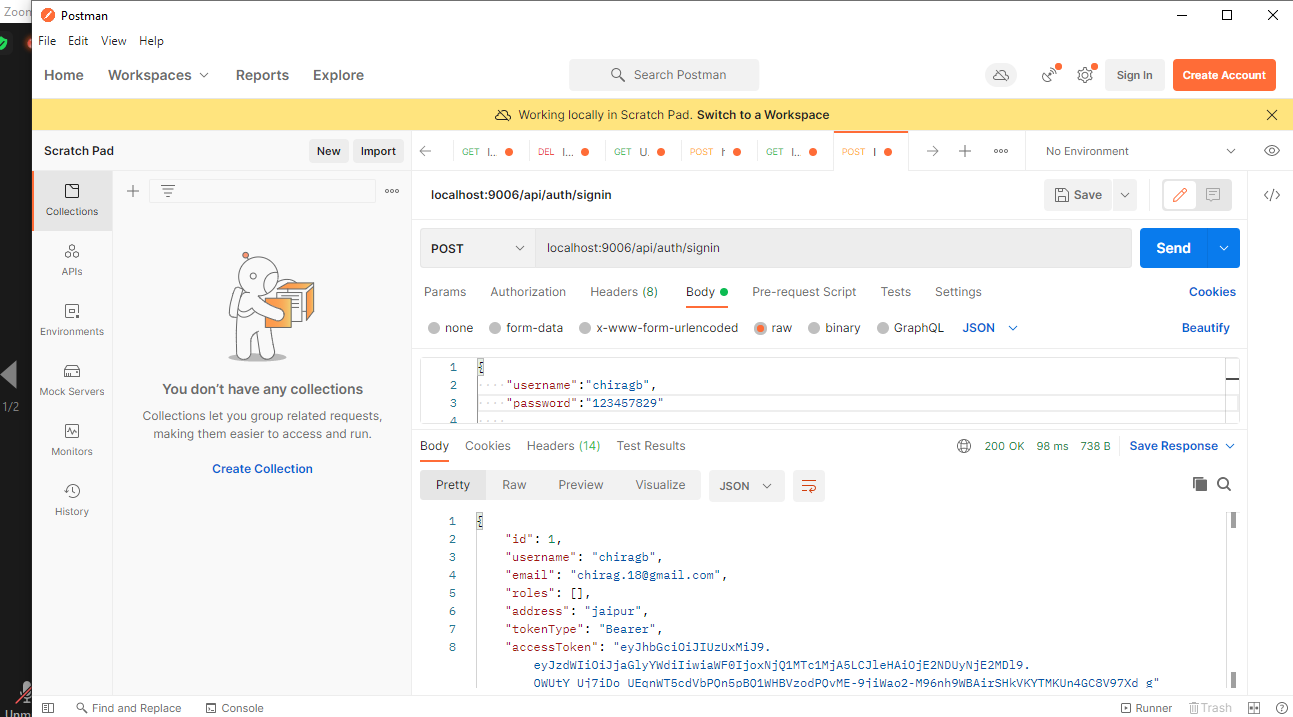 Zoom
Postman
File Edit View Help
Home Workspaces Reports Explore
Search Postman
Sign In
Create Account
Working locally in Scratch Pad. Switch to a Workspace
Scratch Pad
New
Import
GET I...
DEL I...
GET U.
POST
GET I...
POST
No Environment
Collections
APIs
Environments
Mock Servers
Monitors
History
1/2
You don't have any collections
Collections let you group related requests,
making them easier to access and run.
Create Collection
localhost:9006/api/auth/signin
Save
POST
localhost:9006/api/auth/signin
Send
Params Authorization Headers (8) Body Pre-request Script Tests Settings
Cookies
none form-data x-www-form-urlencoded raw binary GraphQL JSON
Beautify
1 {
2 "username":"chiragb",
3 "password":"123457829"
4
Body Cookies Headers (14) Test Results
200 OK 98 ms 738 B Save Response
Pretty Raw Preview Visualize JSON
1 {
2 "id": 1,
3 "username": "chiragb",
4 "email": "chirag.18@gmail.com",
5 "roles": [],
6 "address": "jaipur",
7 "tokenType": "Bearer",
8 "accessToken": "eyJhbGciOiJIUzUxMiJ9.
eyJzdWIiOiJjaGlyYWdiIiwiaWF0IjoxNjQ1MTc1MjA5LCJleHAiOjE2NDUyNjE2MDl9.
Unm
Find and Replace Console
Runner Trash